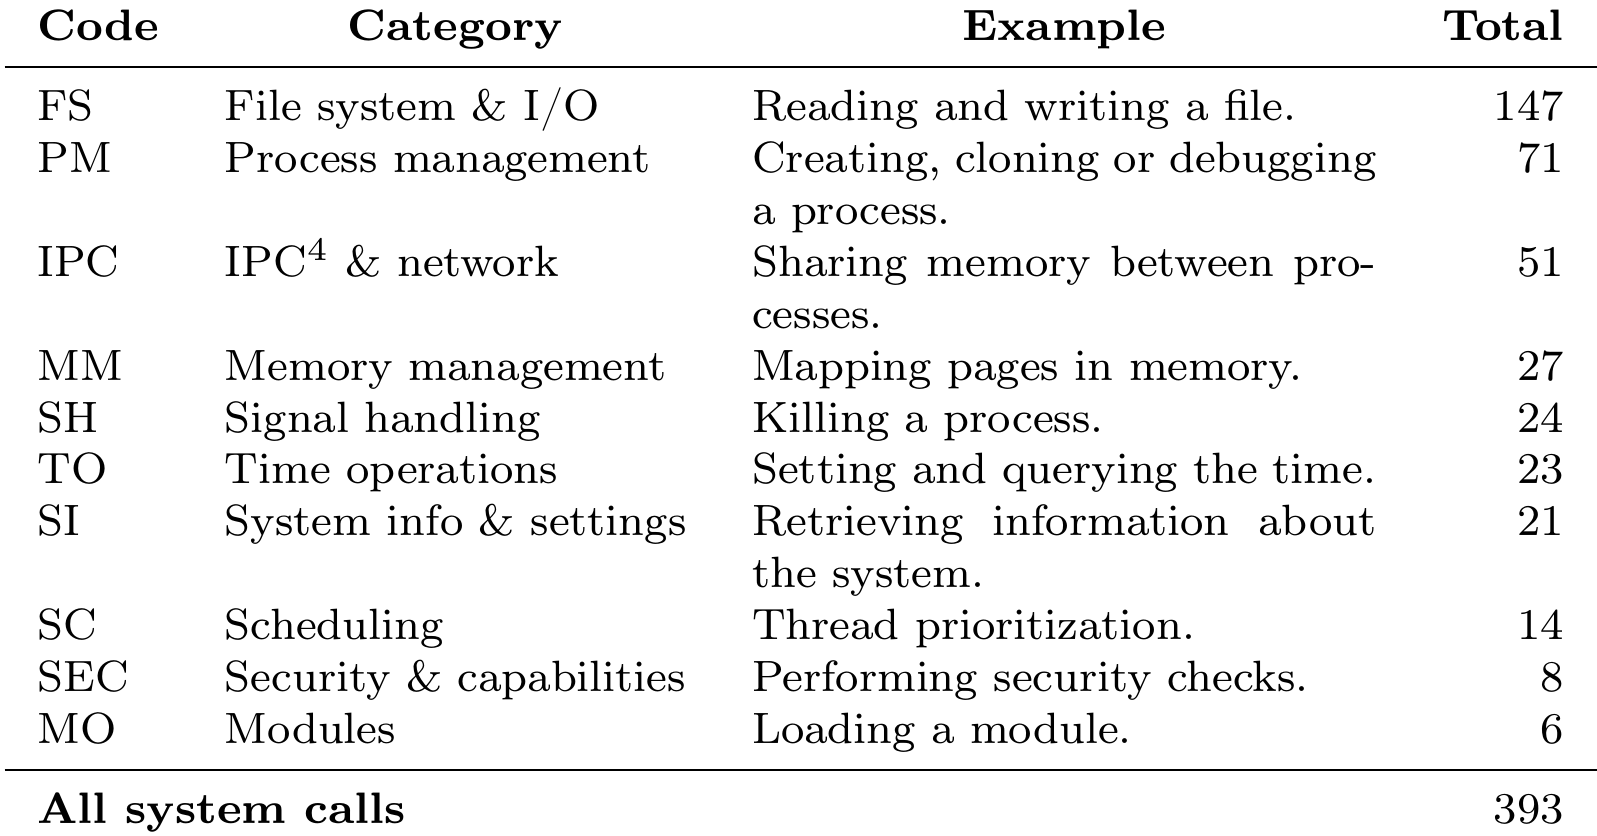 Code Category Example Total
FS File system & I/O Reading and writing a file. 147
PM Process management Creating, cloning or debugging 71
a process.
IPC IPC⁴ & network Sharing memory between pro- 51
cesses.
MM Memory management Mapping pages in memory. 27
SH Signal handling Killing a process. 24
TO Time operations Setting and querying the time. 23
SI System info & settings Retrieving information about 21
the system.
SC Scheduling Thread prioritization. 14
SEC Security & capabilities Performing security checks. 8
MO Modules Loading a module. 6
All system calls 393